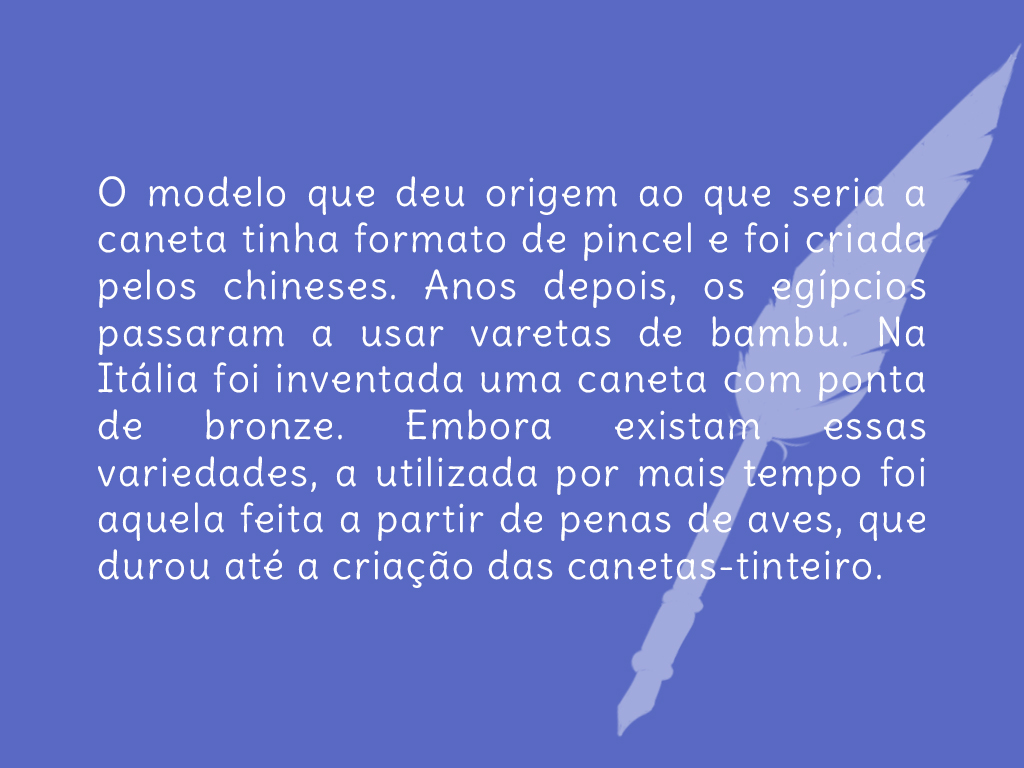 O modelo que deu origem ao que seria a
caneta tinha formato de pincel e foi criada
pelos chineses. Anos depois, os egípcios
passaram a usar varetas de bambu. Na
Itália foi inventada uma caneta com ponta
de bronze. Embora existam essas
variedades, a utilizada por mais tempo foi
aquela feita a partir de penas de aves, que
durou até a criação das canetas-tinteiro.